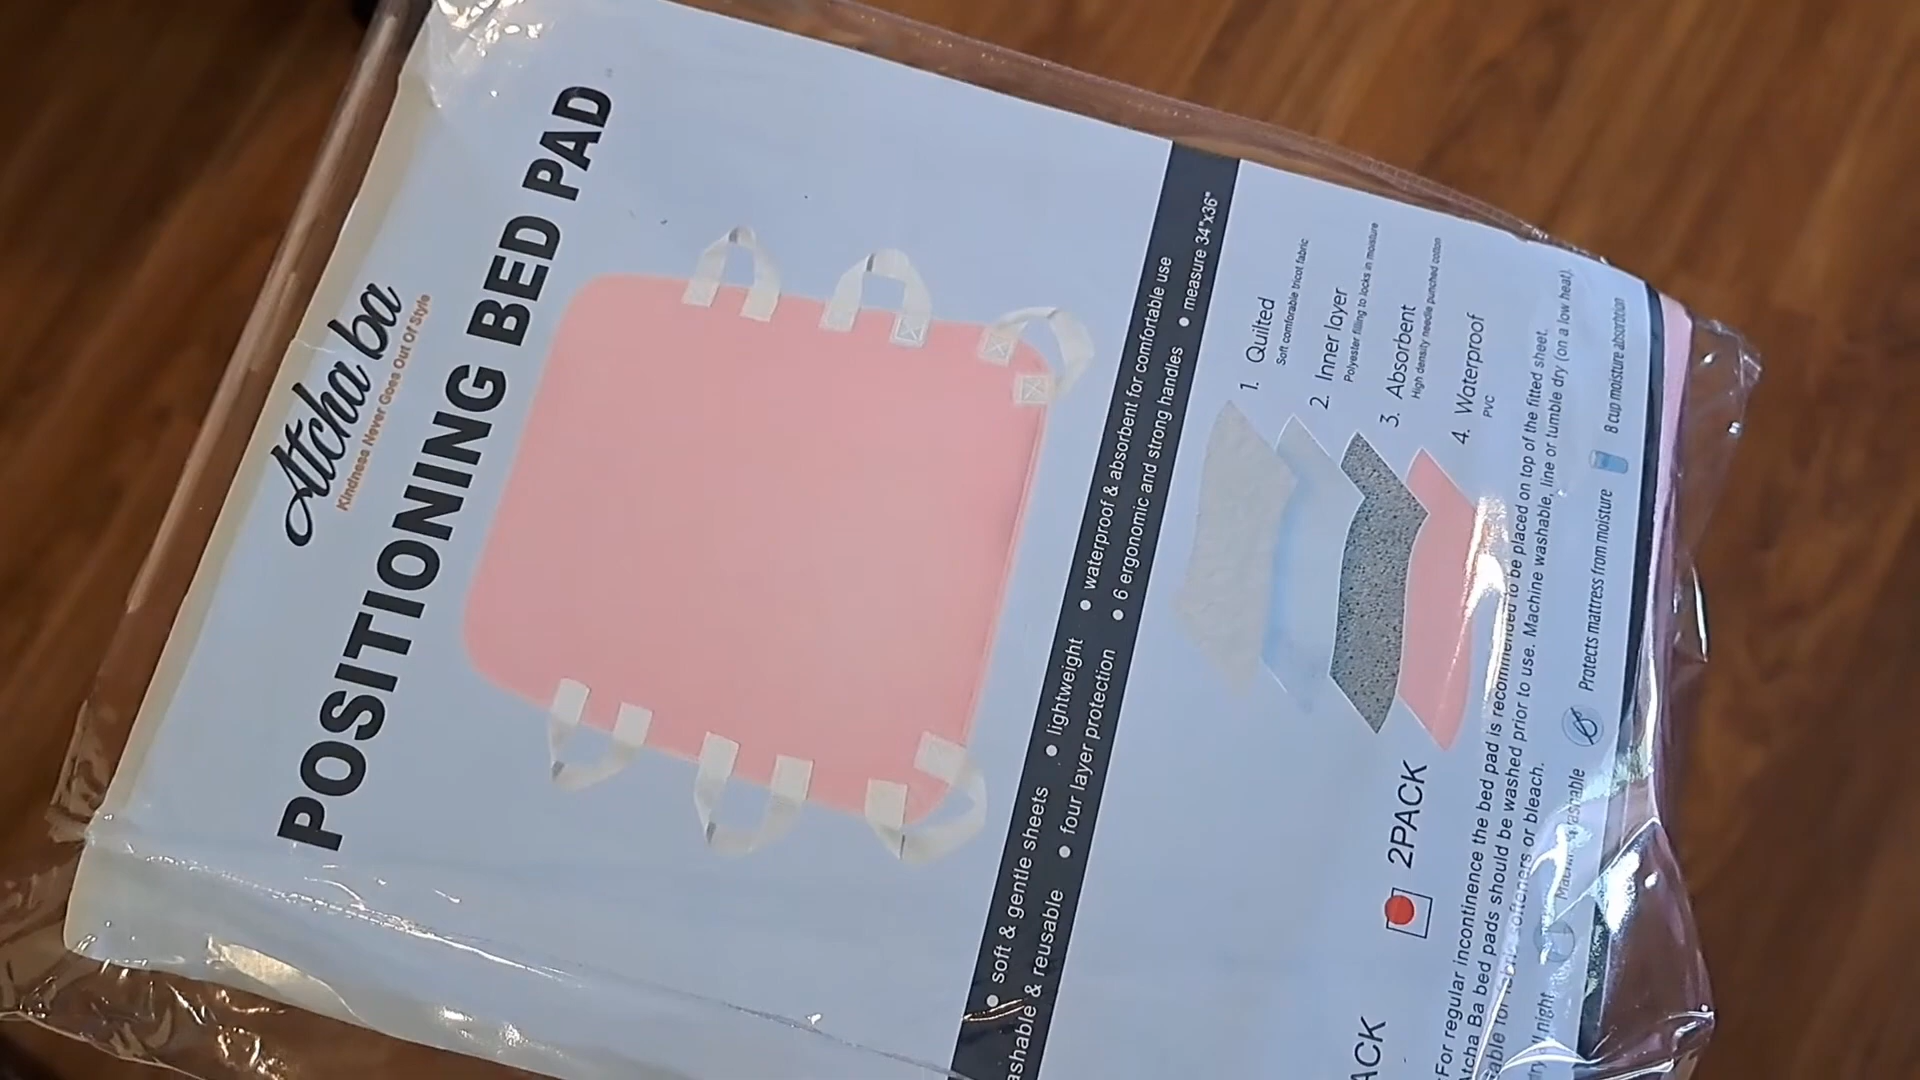 Atcha ba
Kindness Never Goes Out Of Style
POSITIONING BED PAD
● soft & gentle sheets ● lightweight ● waterproof & absorbent for comfortable use
& reusable ● four layer protection ● 6 ergonomic and strong handles ● measure 34"x36"
1. Quilted
Soft comforable tricot fabric
2. Inner layer
Polyester filling to locks in moisture
3. Absorbent
High density needle punched cotton
4. Waterproof
PVC
2PACK
For regular incontinence the bed pad is recommended to be placed on top of the fitted sheet.
Atcha Ba bed pads should be washed prior to use. Machine washable, line or tumble dry (on a low heat).
or bleach.
night
Protects mattress from moisture
8 cup moisture absorption